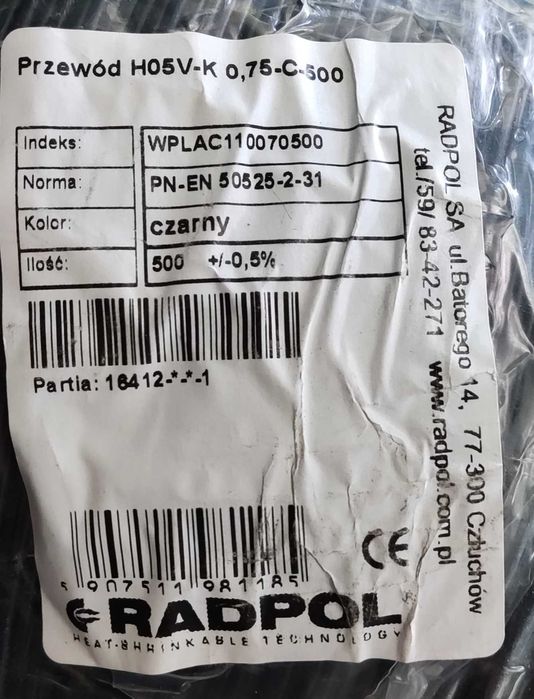 Przewód H05V-K 0,75-C-500
Indeks: WPLAC110070500
Norma: PN-EN 50525-2-31
Kolor: czarny
Ilość: 500 +/-0,5%
Partia: 16412-*-*-1
5 907511 981185
CE
RADPOL
HEAT-SHRINKABLE TECHNOLOGY
RADPOL SA ul.Batorego 14, 77-300 Człuchów
tel./59/ 83-42-271 www.radpol.com.pl